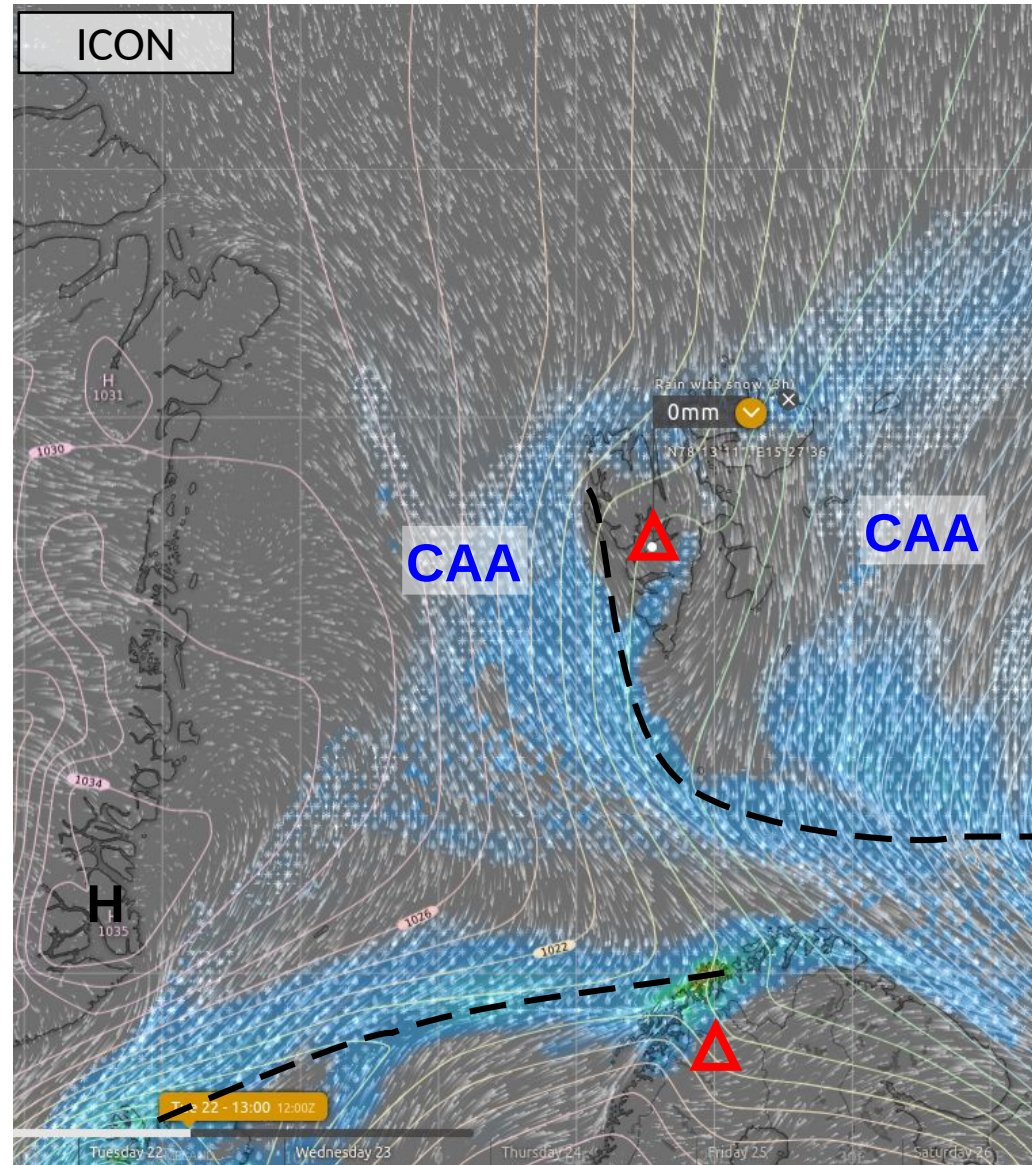 ICON
H
1031
Rain with snow (3h)
0mm
1030
CAA
CAA
1034
H
1035
1026
1022
Tue 22 - 13:00 12:00Z
Tuesday 22
Wednesday 23
Thursday 24
Friday 25
Saturday 26